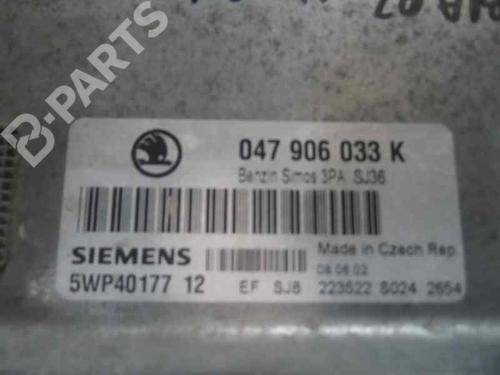 B-PARTS
047 906 033 K
Benzin Simos 3PA SJ36
SIEMENS
Made in Czech Rep.
5WP40177 12
08.06.02
EF SJ8
223522 S024 2654